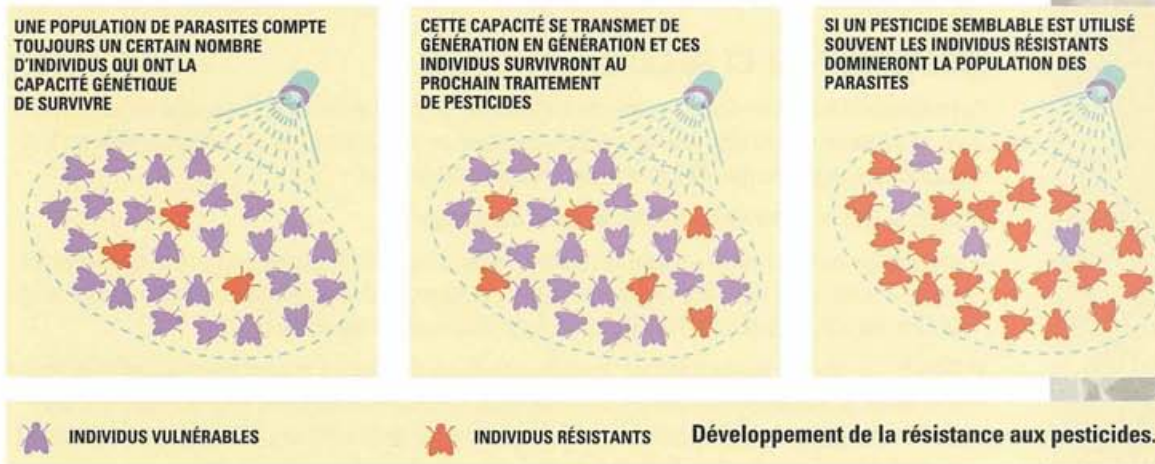 UNE POPULATION DE PARASITES COMPTE
TOUJOURS UN CERTAIN NOMBRE
D'INDIVIDUS QUI ONT LA
CAPACITÉ GÉNÉTIQUE
DE SURVIVRE
CETTE CAPACITÉ SE TRANSMET DE
GÉNÉRATION EN GÉNÉRATION ET CES
INDIVIDUS SURVIVRONT AU
PROCHAIN TRAITEMENT
DE PESTICIDES
SI UN PESTICIDE SEMBLABLE EST UTILISÉ
SOUVENT LES INDIVIDUS RÉSISTANTS
DOMINERONT LA POPULATION DES
PARASITES
INDIVIDUS VULNÉRABLES
INDIVIDUS RÉSISTANTS
Développement de la résistance aux pesticides.